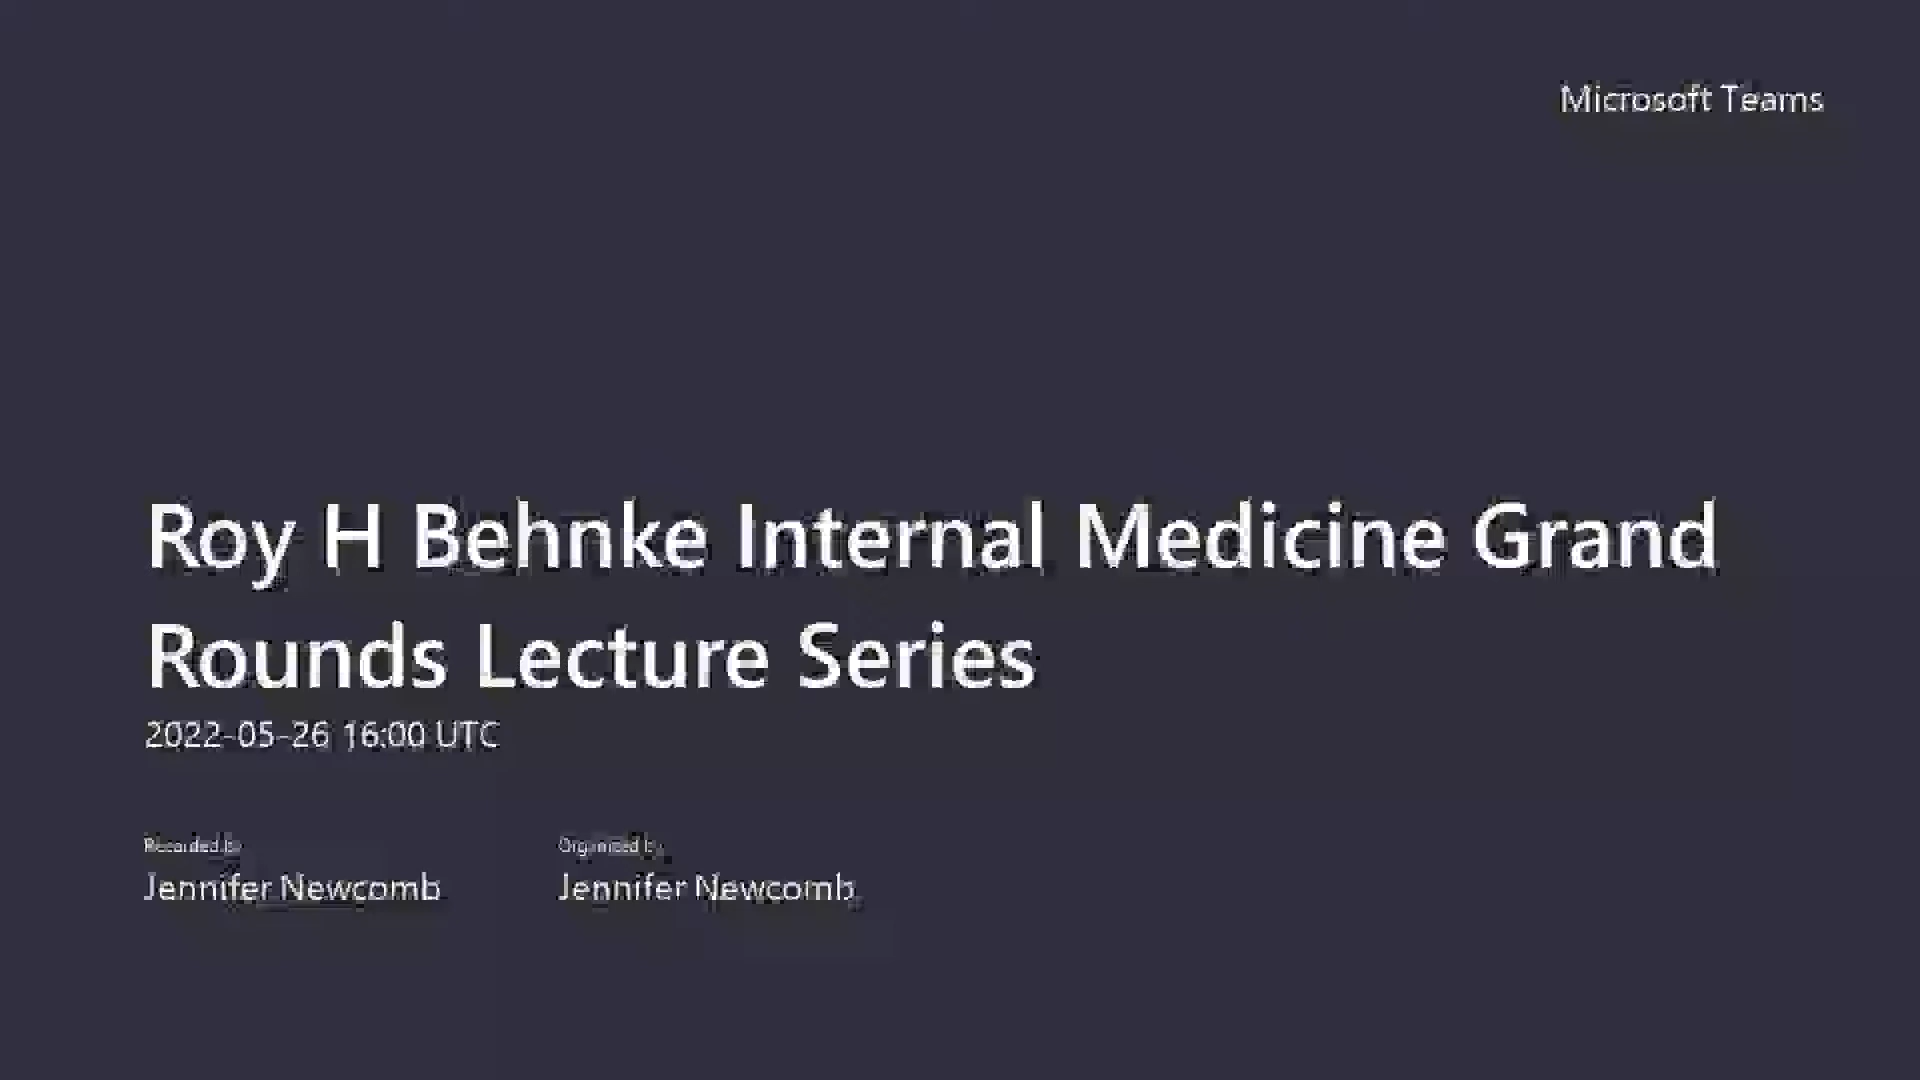 Microsoft Teams
Roy H Behnke Internal Medicine Grand
Rounds Lecture Series
2022-05-26 16:00 UTC
Recorded by
Organized by
Jennifer Newcomb
Jennifer Newcomb